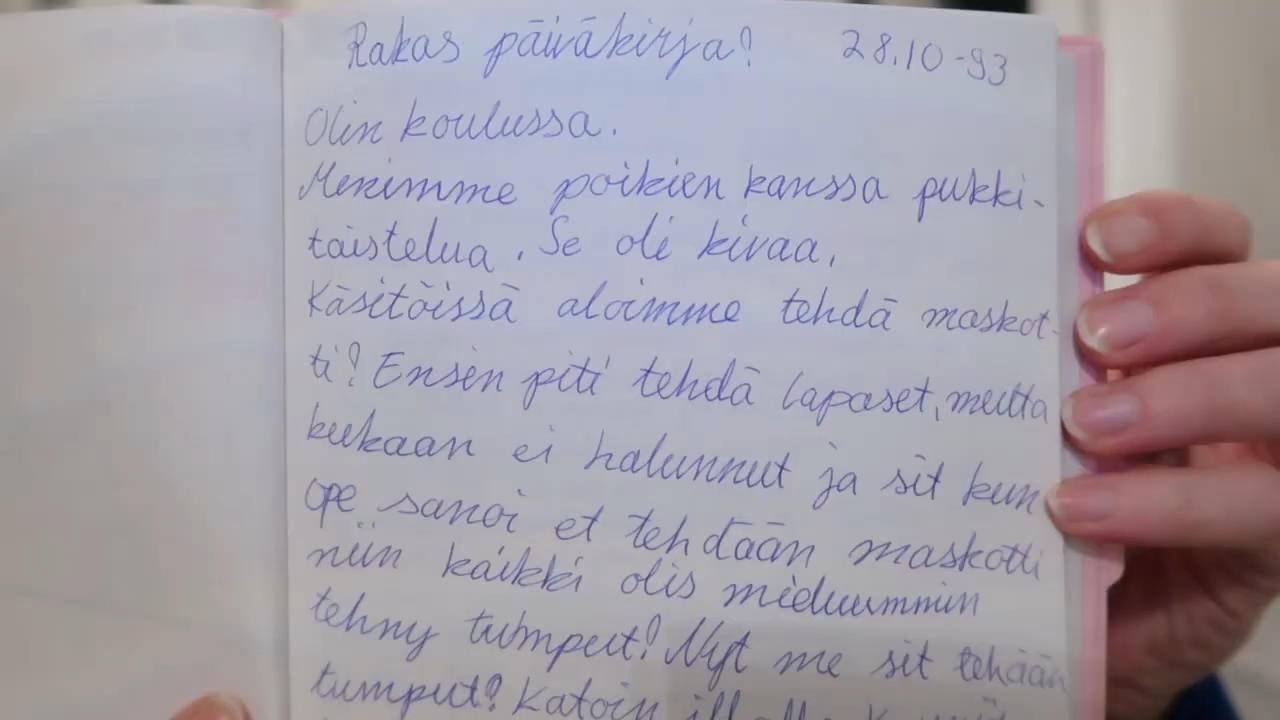 Rakas päiväkirja! 28.10-93
Olin koulussa.
Menimme poikien kanssa pukki-
taistelua. Se oli kivaa.
Käsitöissä aloimme tehdä maskot-
ti! Ensin piti tehdä lapaset, mutta
kukaan ei halunnut ja sit kun
ope sanoi et tehdään maskotti
niin kaikki olis mieluummin
tehny tumput! Nyt me sit tehään
tumput! Katoin